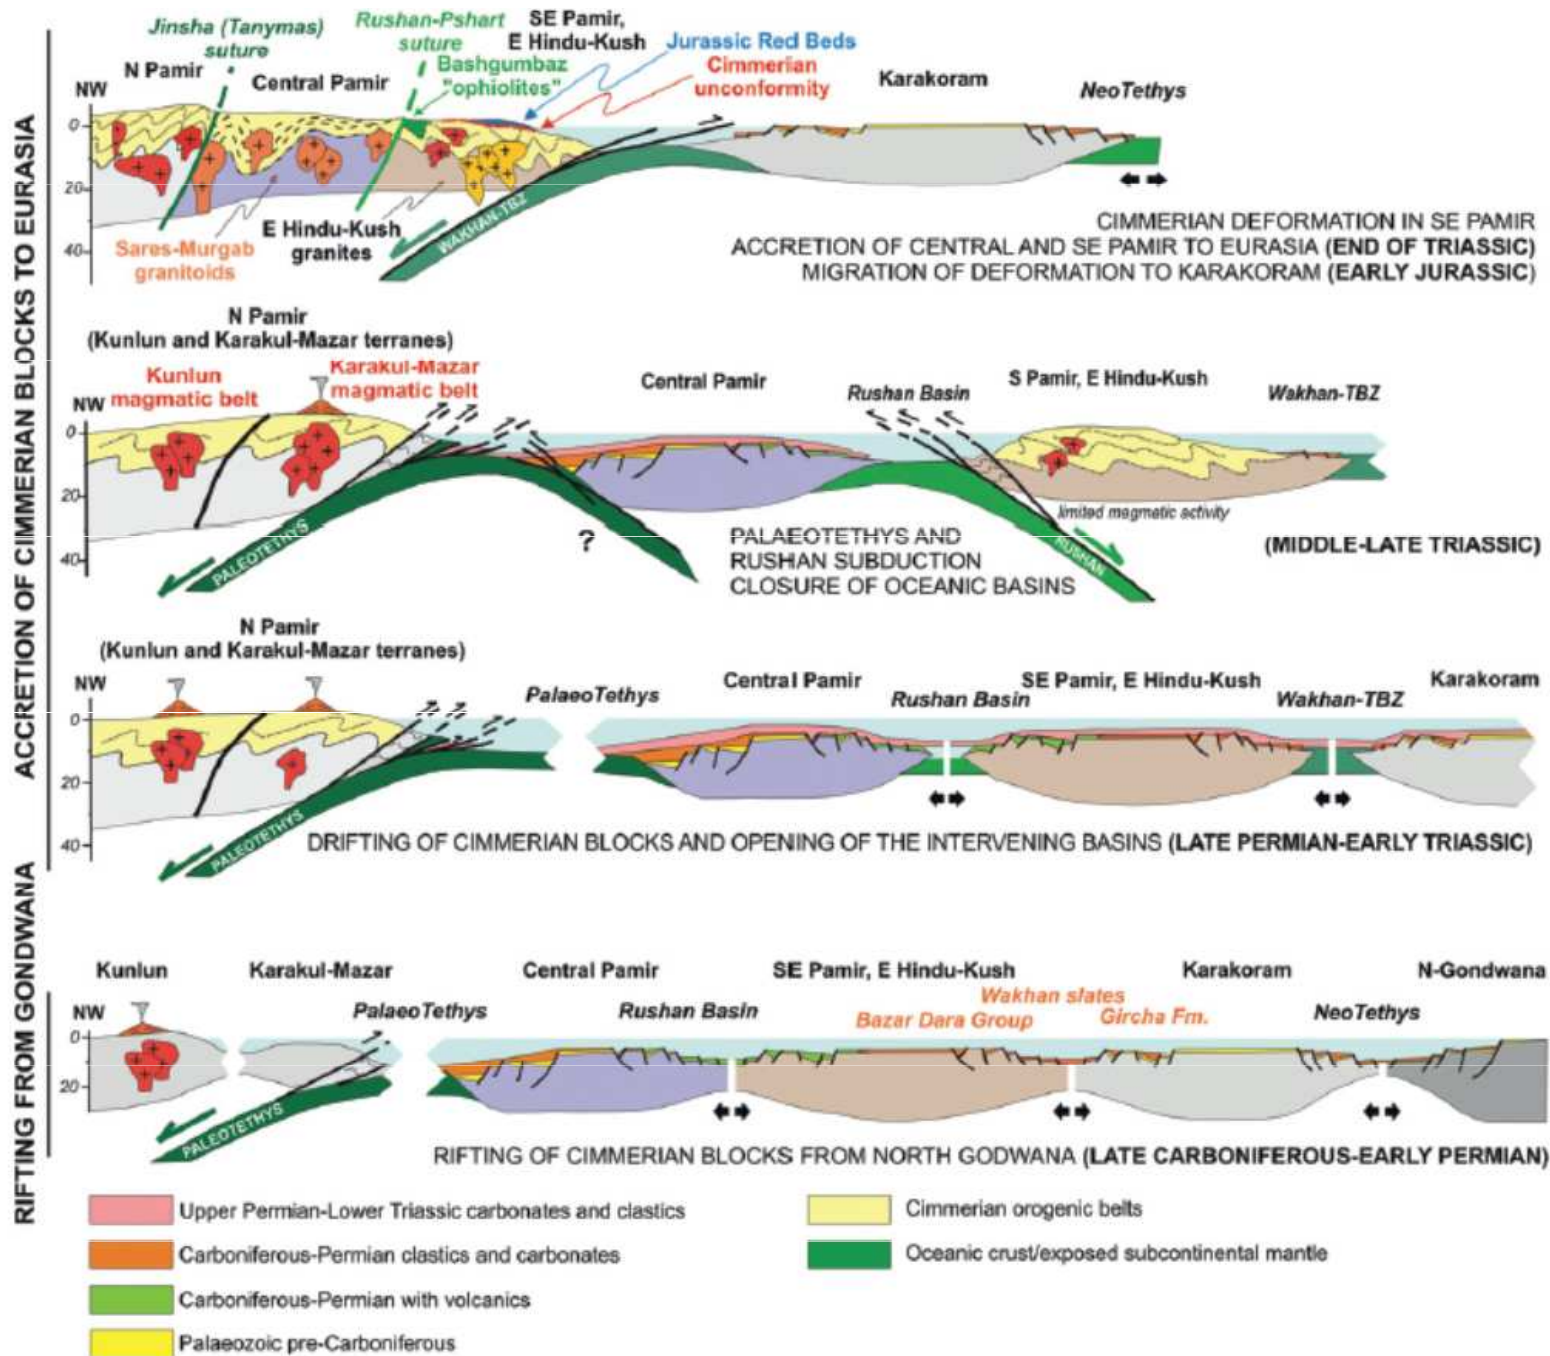 ACCRETION OF CIMMERIAN BLOCKS TO EURASIA
RIFTING FROM GONDWANA
Jinsha (Tanymas)
suture
Rushan-Pshart
suture
SE Pamir,
E Hindu-Kush
Jurassic Red Beds
N Pamir
Central Pamir
Bashgumbaz
"ophiolites"
Cimmerian
unconformity
Karakoram
NeoTethys
NW
0
20
40
WAKHAN-TBZ
Sares-Murgab
granitoids
E Hindu-Kush
granites
CIMMERIAN DEFORMATION IN SE PAMIR
ACCRETION OF CENTRAL AND SE PAMIR TO EURASIA (END OF TRIASSIC)
MIGRATION OF DEFORMATION TO KARAKORAM (EARLY JURASSIC)
N Pamir
(Kunlun and Karakul-Mazar terranes)
Kunlun
magmatic belt
Karakul-Mazar
magmatic belt
Central Pamir
Rushan Basin
S Pamir, E Hindu-Kush
Wakhan-TBZ
NW
0
20
40
PALEOTETHYS
?
RUSHAN
limited magmatic activity
PALAEOTETHYS AND
RUSHAN SUBDUCTION
CLOSURE OF OCEANIC BASINS
(MIDDLE-LATE TRIASSIC)
N Pamir
(Kunlun and Karakul-Mazar terranes)
NW
PalaeoTethys
Central Pamir
Rushan Basin
SE Pamir, E Hindu-Kush
Wakhan-TBZ
Karakoram
0
20
40
PALEOTETHYS
DRIFTING OF CIMMERIAN BLOCKS AND OPENING OF THE INTERVENING BASINS (LATE PERMIAN-EARLY TRIASSIC)
Kunlun
Karakul-Mazar
Central Pamir
SE Pamir, E Hindu-Kush
Karakoram
N-Gondwana
NW
PalaeoTethys
Rushan Basin
Bazar Dara Group
Wakhan slates
Gircha Fm.
NeoTethys
0
20
PALEOTETHYS
RIFTING OF CIMMERIAN BLOCKS FROM NORTH GODWANA (LATE CARBONIFEROUS-EARLY PERMIAN)
Upper Permian-Lower Triassic carbonates and clastics
Carboniferous-Permian clastics and carbonates
Carboniferous-Permian with volcanics
Palaeozoic pre-Carboniferous
Cimmerian orogenic belts
Oceanic crust/exposed subcontinental mantle